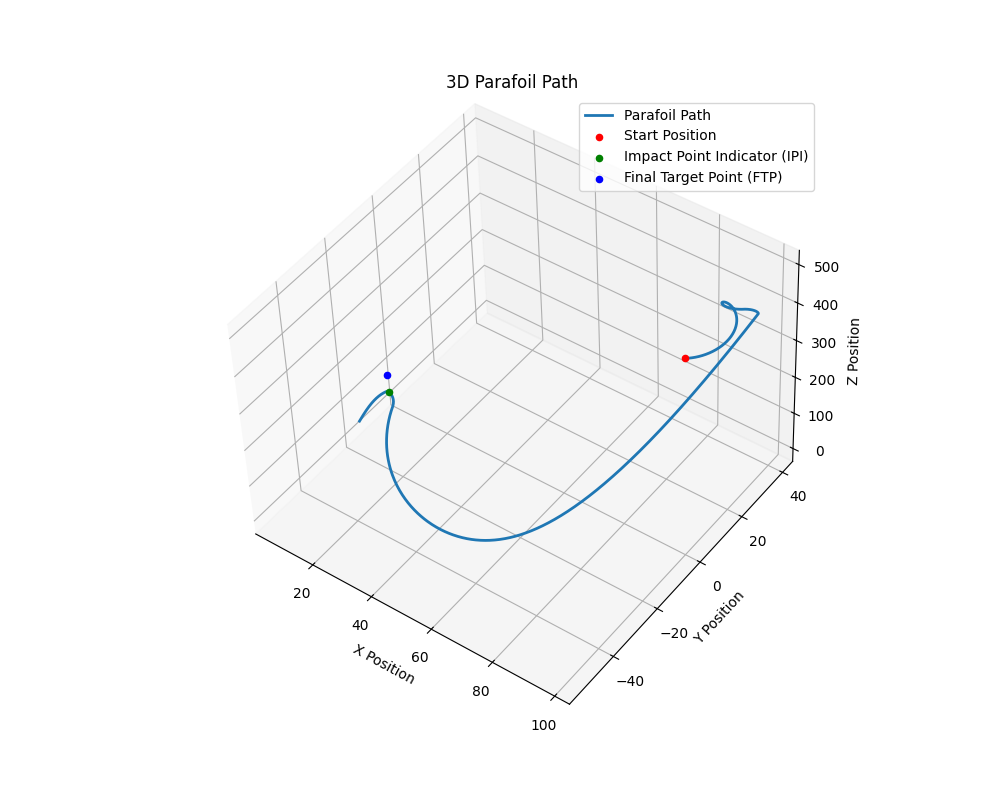 3D Parafoil Path
Parafoil Path
Start Position
Impact Point Indicator (IPI)
Final Target Point (FTP)
500
400
300
200
100
0
Z Position
40
20
0
−20
−40
Y Position
20
40
60
80
100
X Position